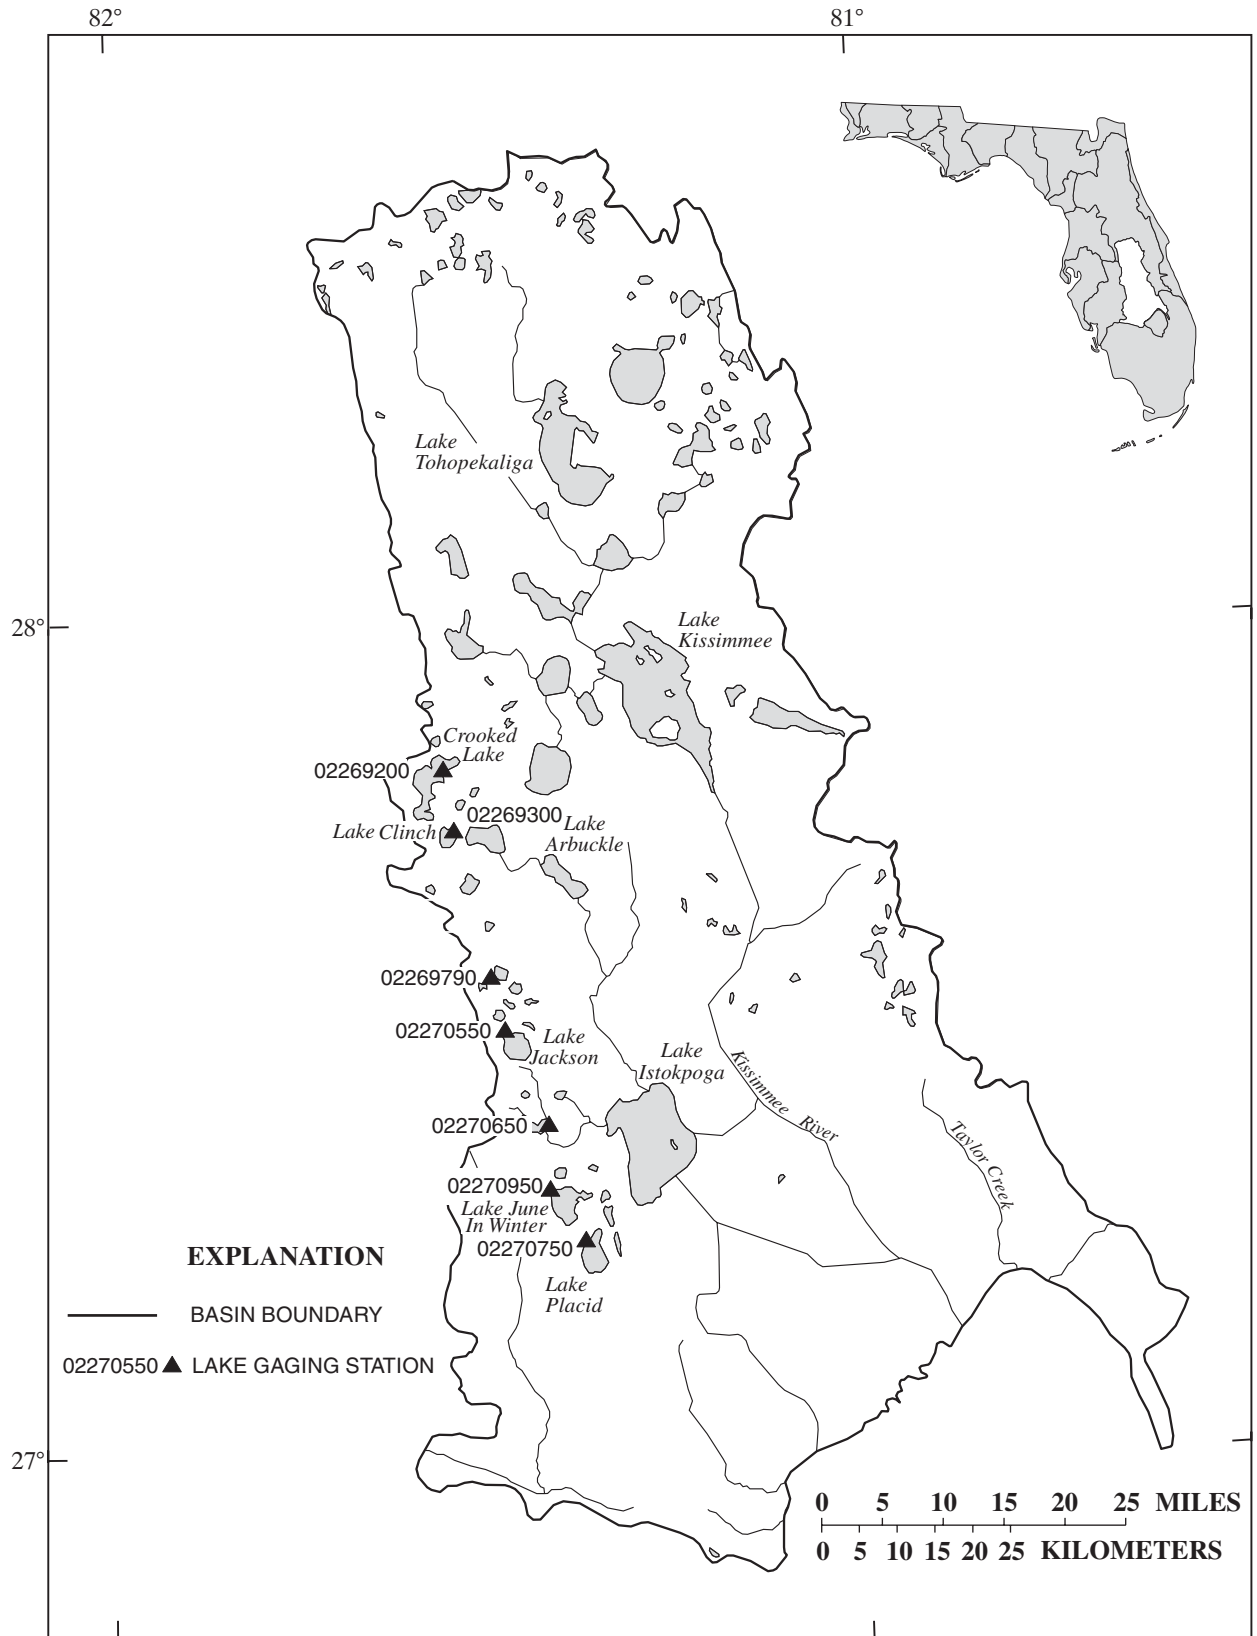 82°
81°
Lake
Tohopekaliga
28°
Lake
Kissimmee
Crooked
Lake
02269200
02269300
Lake Clinch
Lake
Arbuckle
02269790
02270550
Lake
Jackson
Lake
Istokpoga
Kissimmee River
Taylor Creek
02270650
02270950
Lake June
In Winter
02270750
Lake
Placid
EXPLANATION
BASIN BOUNDARY
02270550 LAKE GAGING STATION
27°
0 5 10 15 20 25 MILES
0 5 10 15 20 25 KILOMETERS